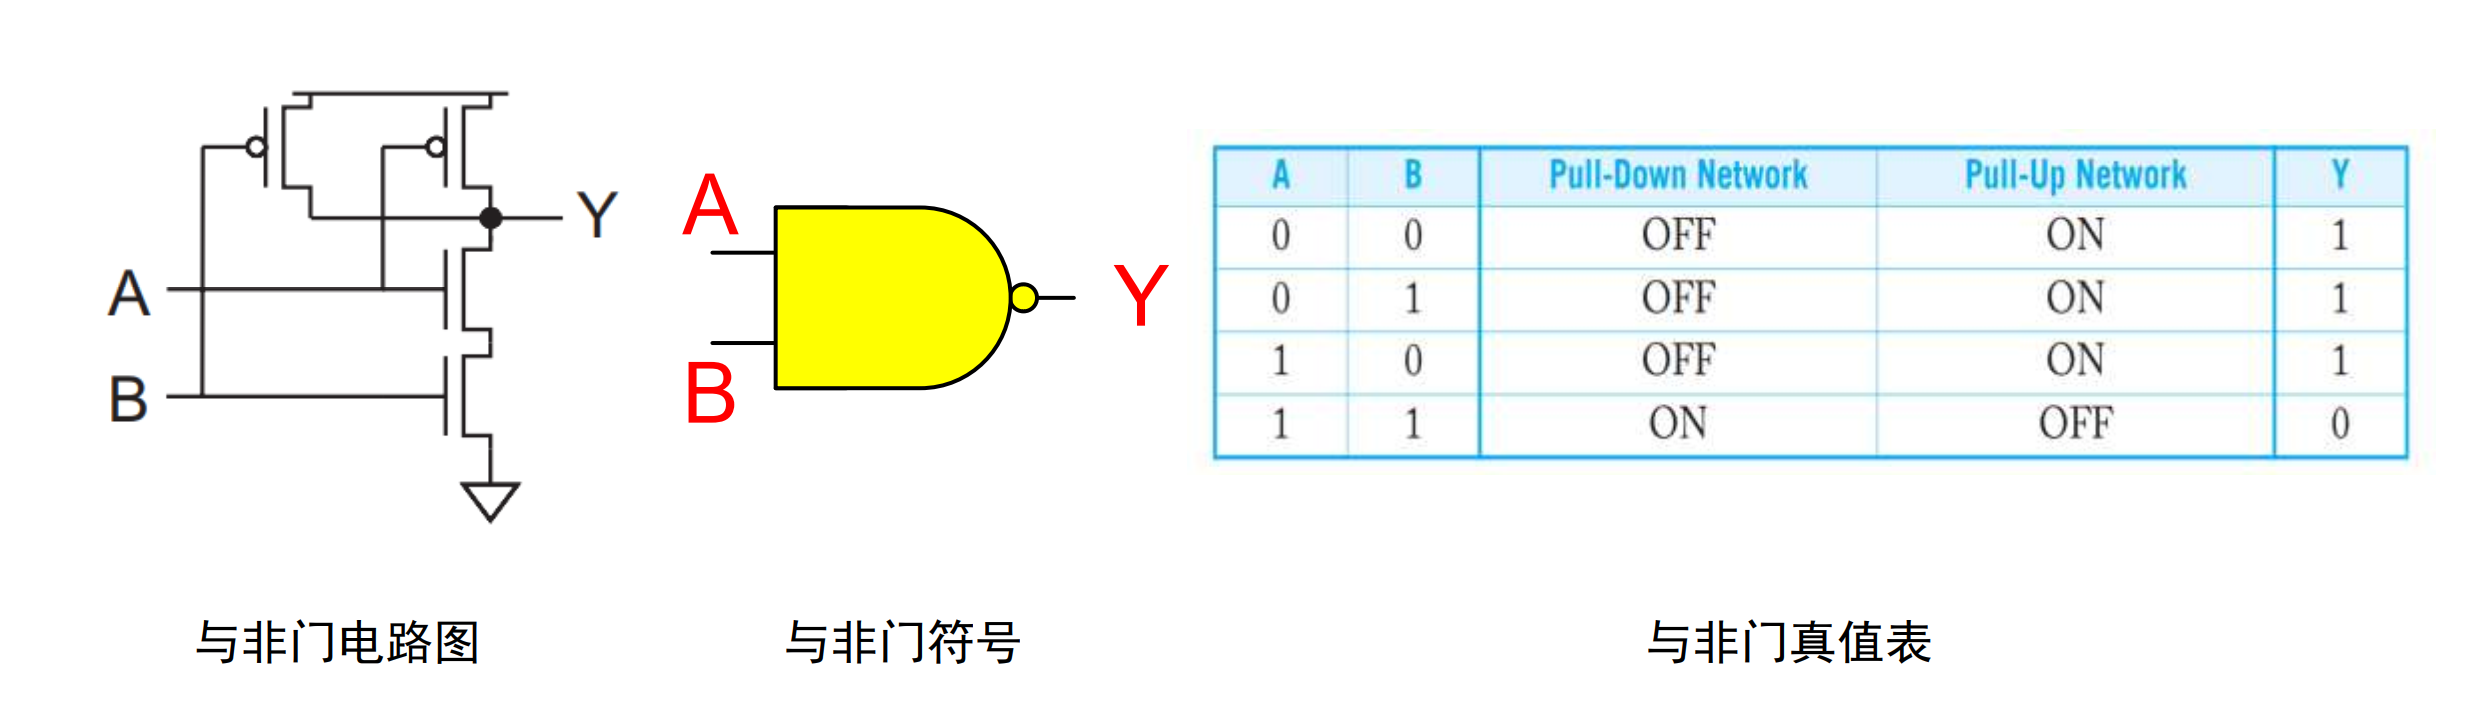 A
B
Y
A
B
Y
A B Pull-Down Network Pull-Up Network Y
0 0 OFF ON 1
0 1 OFF ON 1
1 0 OFF ON 1
1 1 ON OFF 0
与非门电路图
与非门符号
与非门真值表